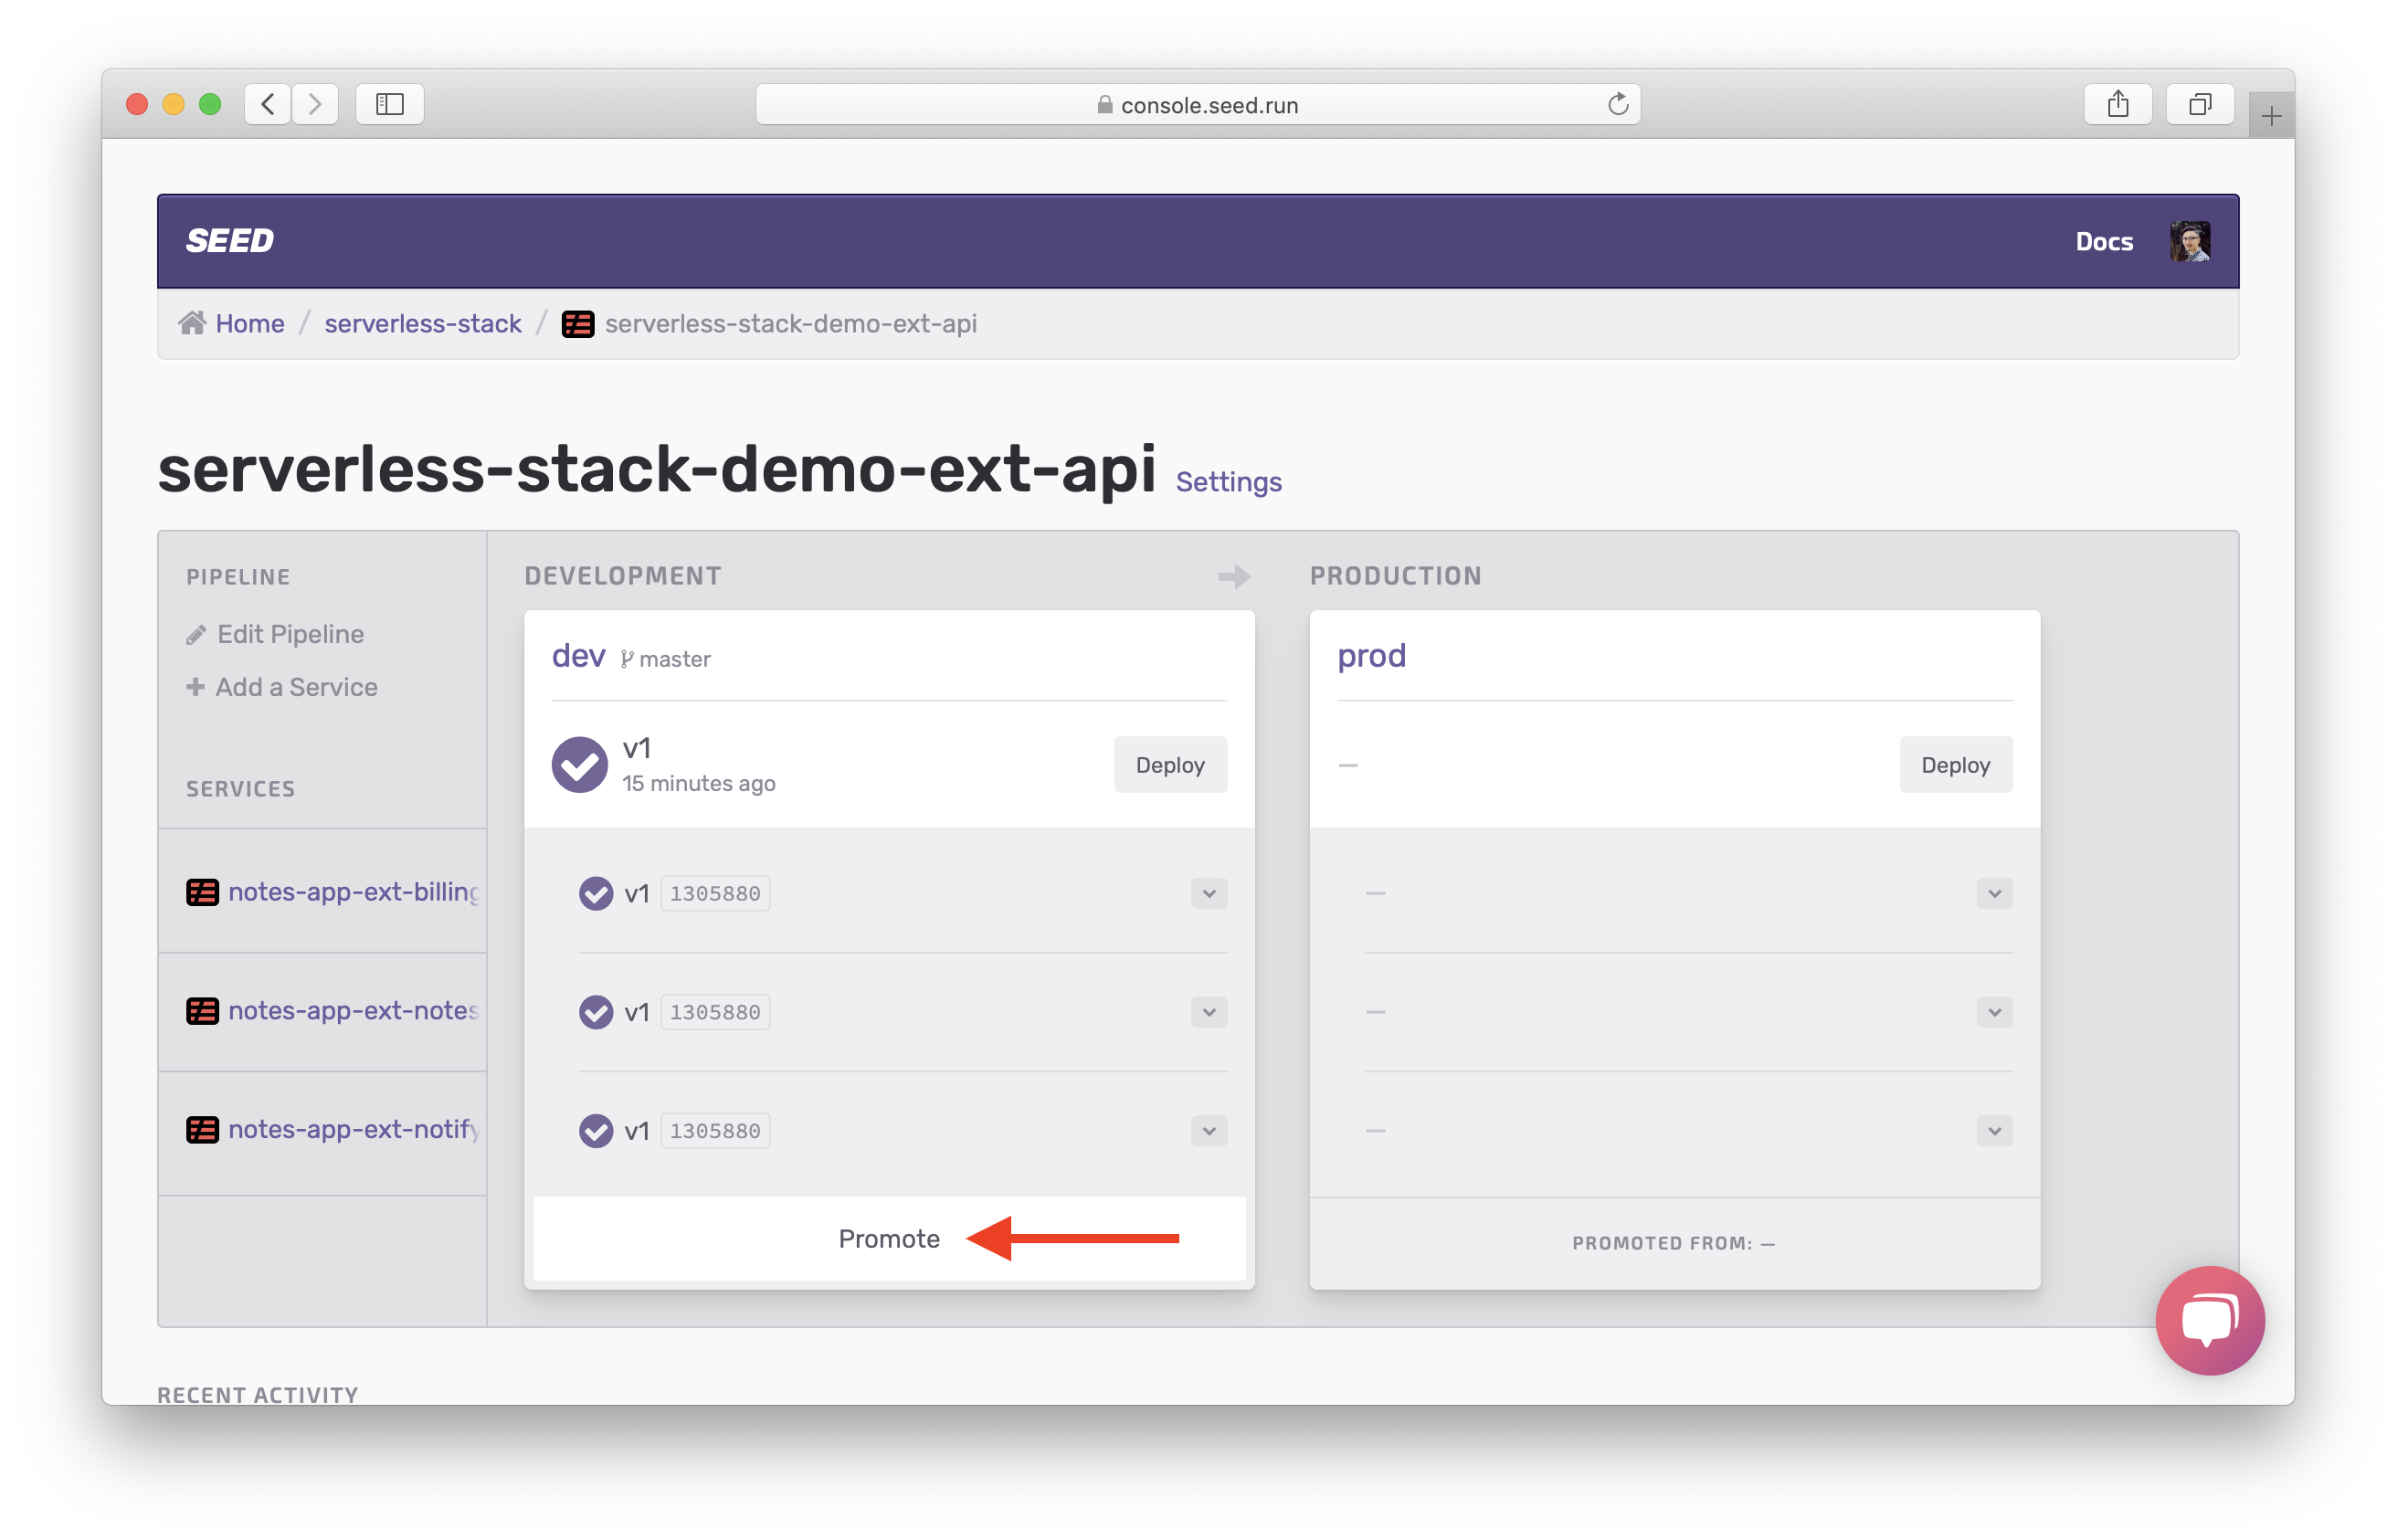 console.seed.run
SEED
Docs
Home / serverless-stack / serverless-stack-demo-ext-api
serverless-stack-demo-ext-api Settings
PIPELINE
Edit Pipeline
Add a Service
SERVICES
notes-app-ext-billing
notes-app-ext-notes
notes-app-ext-notify
DEVELOPMENT
dev master
v1
15 minutes ago
Deploy
v1 1305880
v1 1305880
v1 1305880
Promote
PRODUCTION
prod
—
Deploy
—
—
—
PROMOTED FROM: —
RECENT ACTIVITY